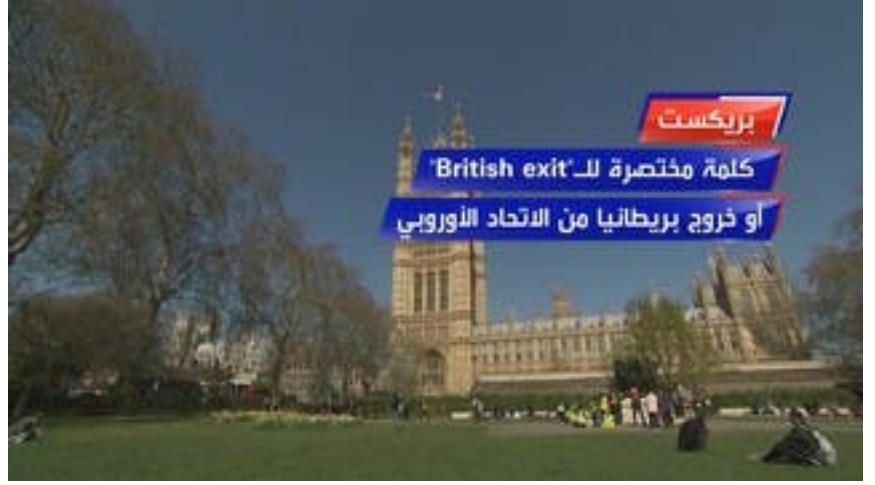 بريكست
كلمة مختصرة للـ"British exit"
أو خروج بريطانيا من الاتحاد الأوروبي